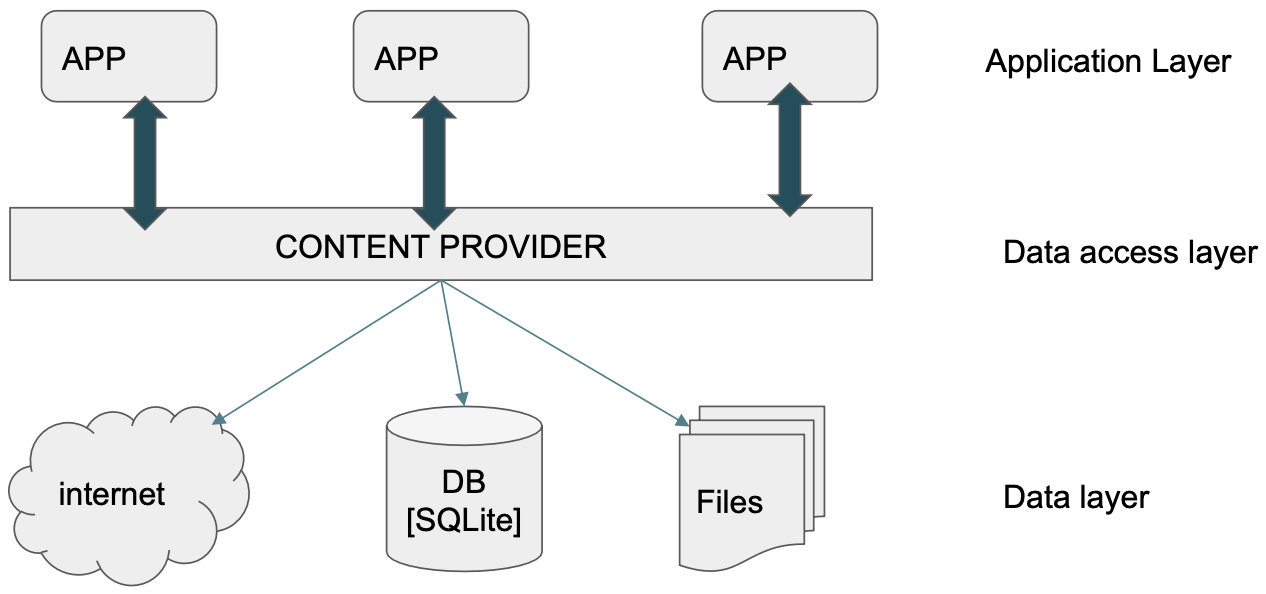 APP
APP
APP
Application Layer
CONTENT PROVIDER
Data access layer
internet
DB
[SQLite]
Files
Data layer